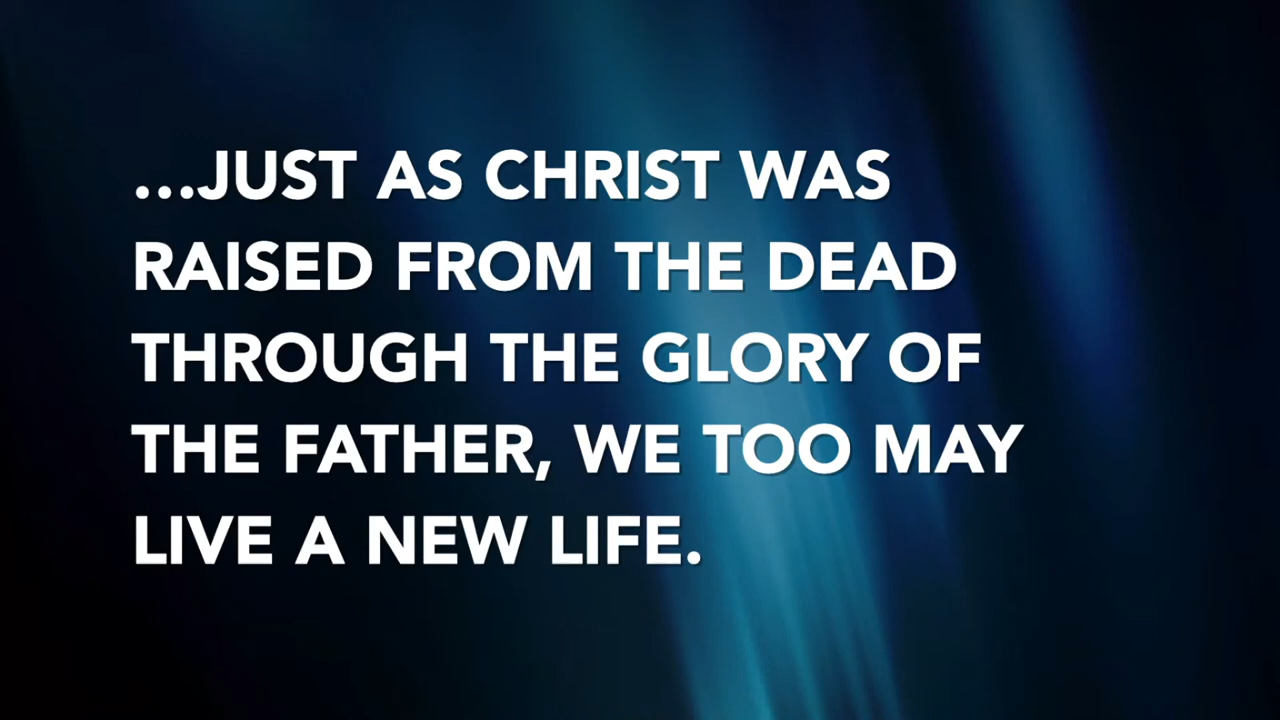 ...JUST AS CHRIST WAS
RAISED FROM THE DEAD
THROUGH THE GLORY OF
THE FATHER, WE TOO MAY
LIVE A NEW LIFE.